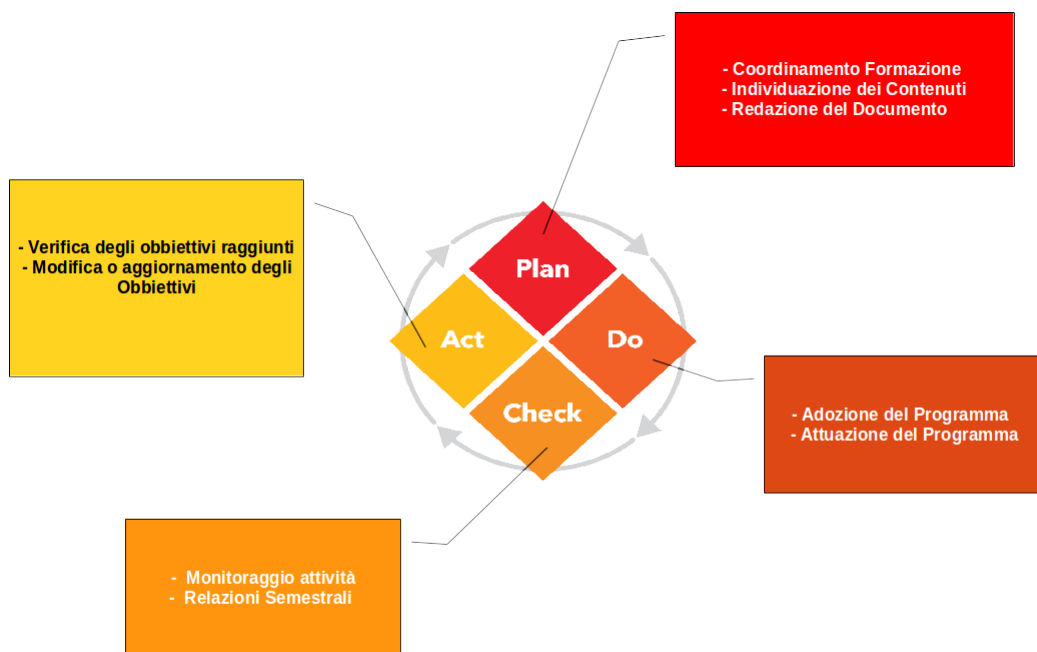 - Coordinamento Formazione
- Individuazione dei Contenuti
- Redazione del Documento
- Verifica degli obbiettivi raggiunti
- Modifica o aggiornamento degli
Obbiettivi
Plan
Act
Do
Check
- Adozione del Programma
- Attuazione del Programma
- Monitoraggio attività
- Relazioni Semestrali